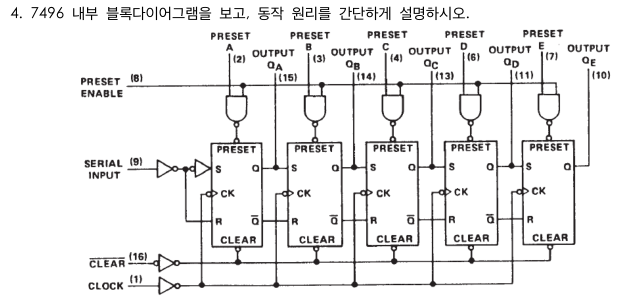 4. 7496 내부 블록다이어그램을 보고, 동작 원리를 간단하게 설명하시오.
PRESET A (2)
OUTPUT QA (15)
PRESET B (3)
OUTPUT QB (14)
PRESET C (4)
OUTPUT QC (13)
PRESET D (6)
OUTPUT QD (11)
PRESET E (7)
OUTPUT QE (10)
PRESET ENABLE (8)
PRESET PRESET PRESET PRESET PRESET
SERIAL INPUT (9)
S Q S Q S Q S Q S Q
CK CK CK CK CK
R Q̅ R Q̅ R Q̅ R Q̅ R
CLEAR CLEAR CLEAR CLEAR CLEAR
C̅L̅E̅A̅R̅ (16)
CLOCK (1)